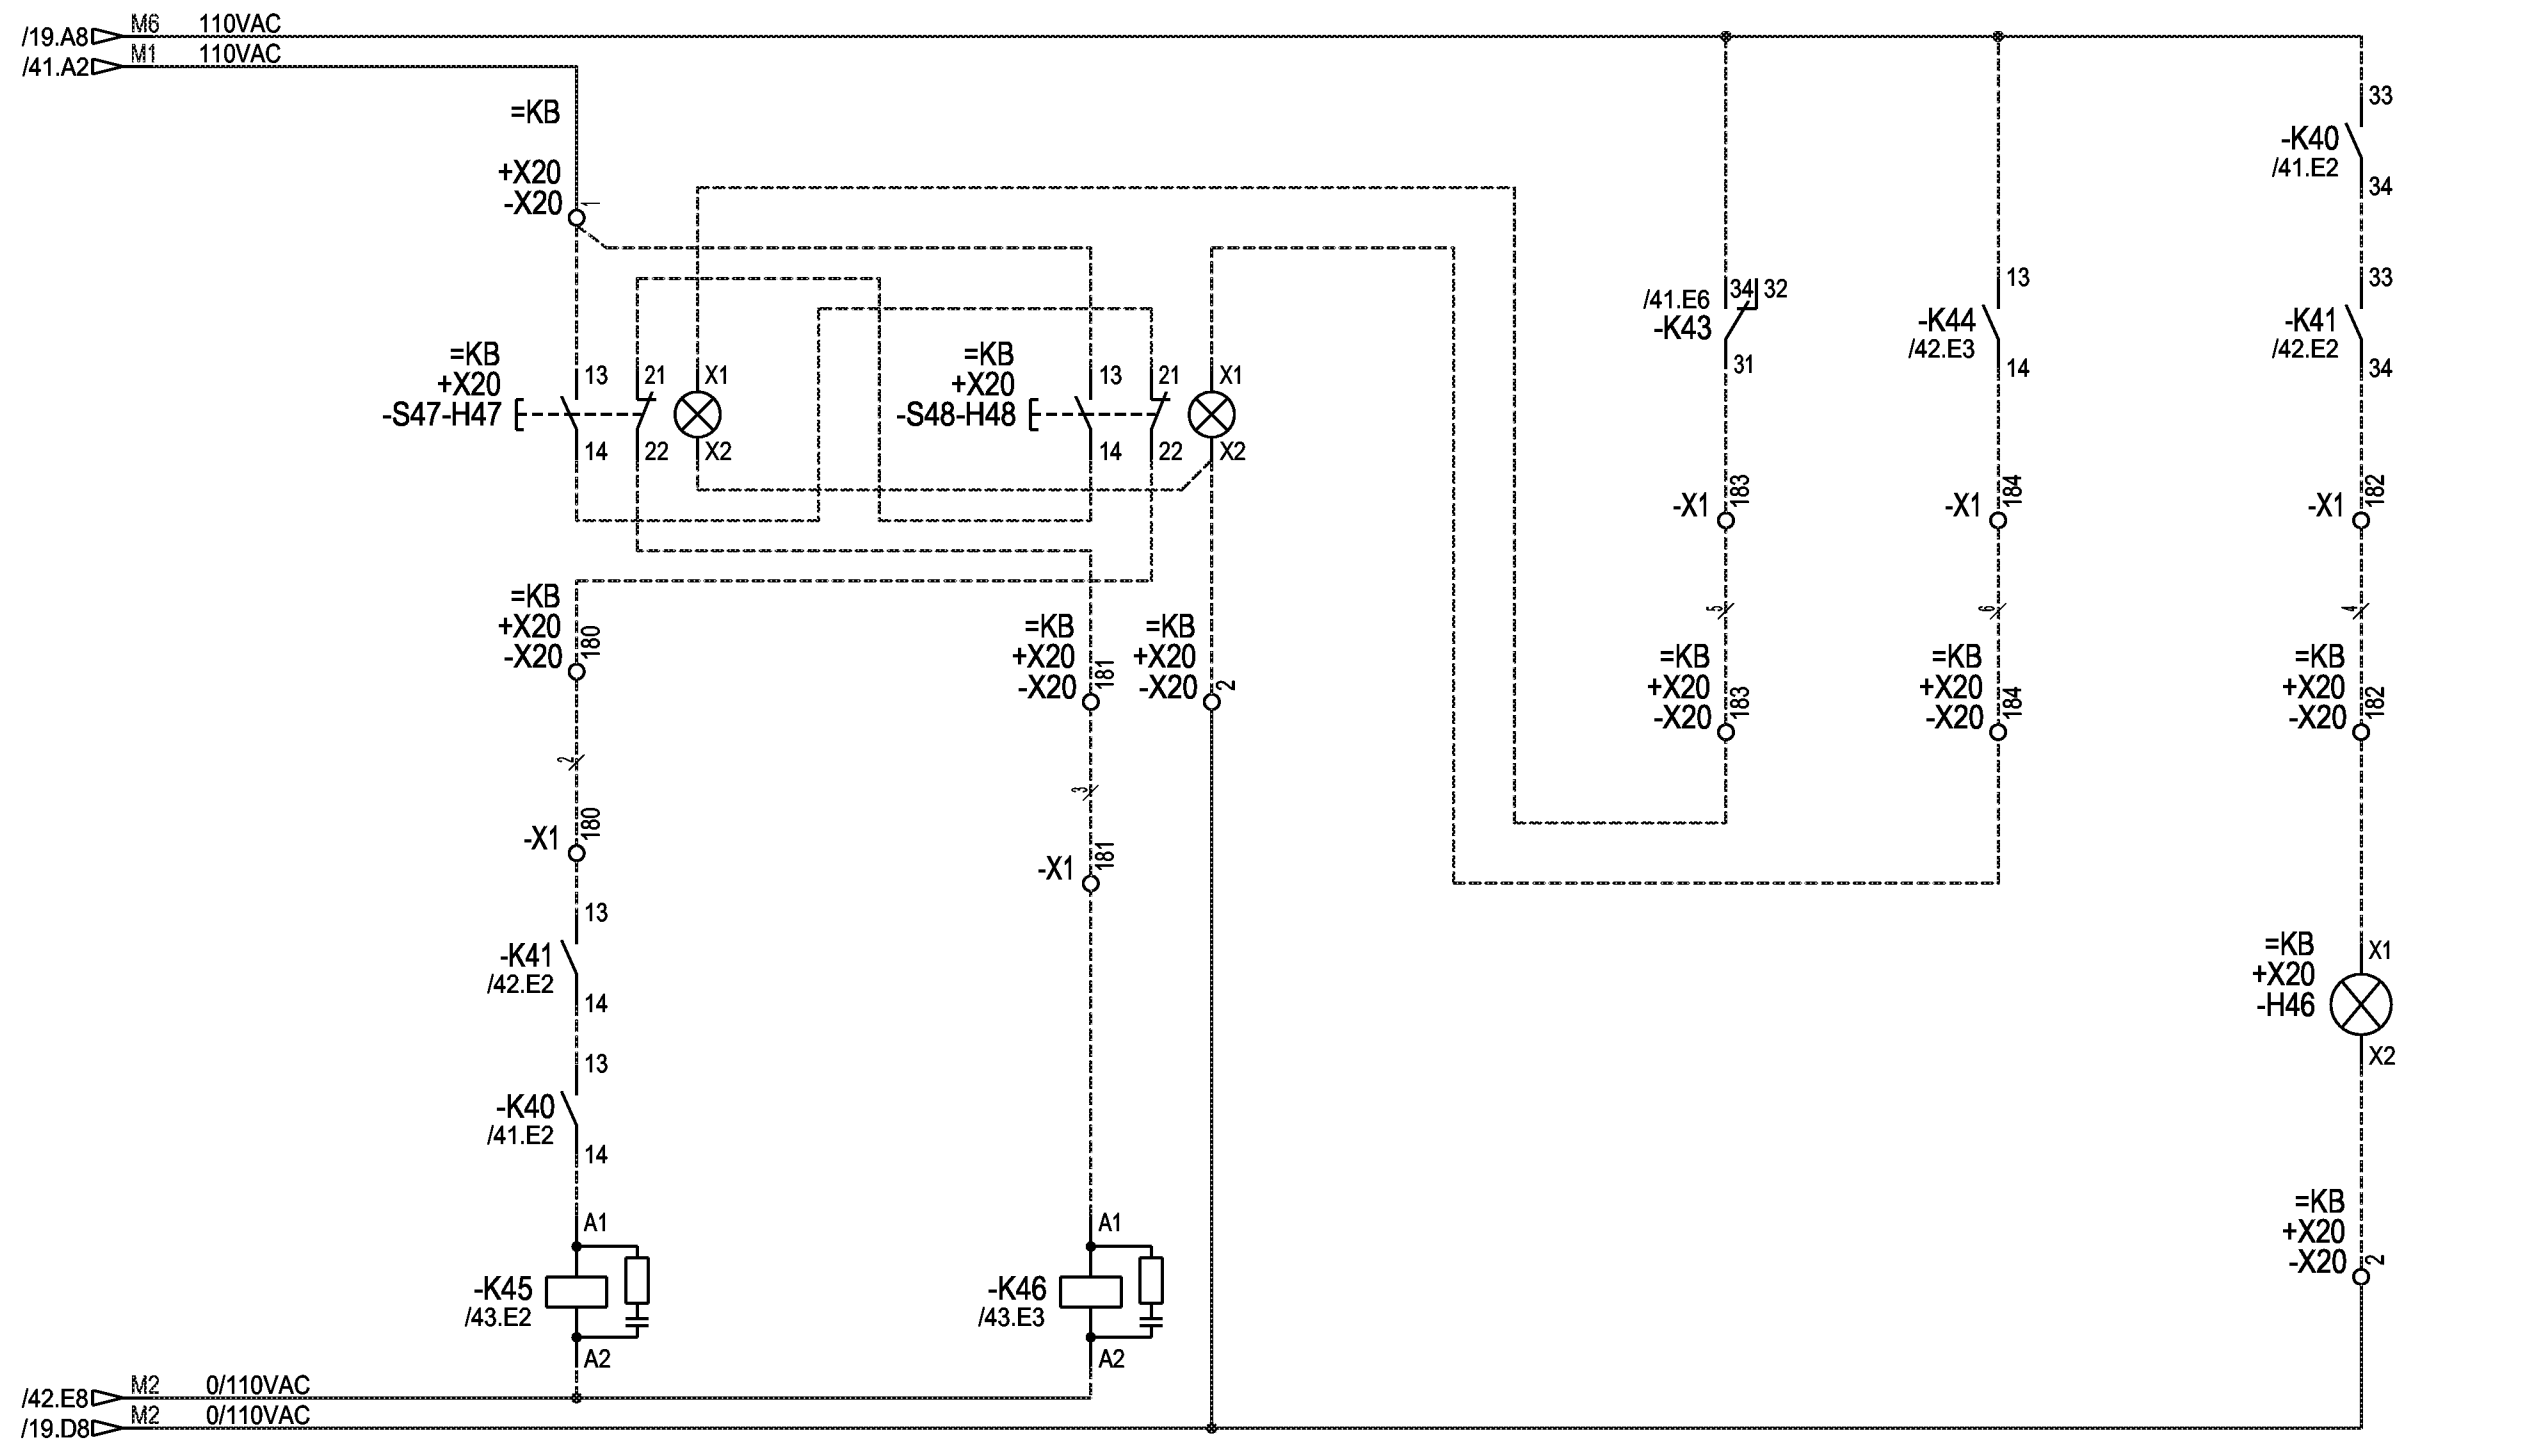 /19.A8 M6 110VAC
/41.A2 M1 110VAC
=KB
+X20
-X20 1
33
-K40
/41.E2
34
33
-K41
/42.E2
34
/41.E6 34 32
-K43
31
13
-K44
/42.E3
14
=KB
+X20
-S47-H47
13 21 X1
14 22 X2
=KB
+X20
-S48-H48
13 21 X1
14 22 X2
-X1 183
-X1 184
-X1 182
5
6
4
=KB
+X20
-X20 180
=KB
+X20
-X20 181
=KB
+X20
-X20 2
=KB
+X20
-X20 183
=KB
+X20
-X20 184
=KB
+X20
-X20 182
2
3
-X1 180
-X1 181
13
-K41
/42.E2
14
13
-K40
/41.E2
14
=KB
+X20
-H46
X1
X2
=KB
+X20
-X20 2
A1
-K45
/43.E2
A2
A1
-K46
/43.E3
A2
/42.E8 M2 0/110VAC
/19.D8 M2 0/110VAC